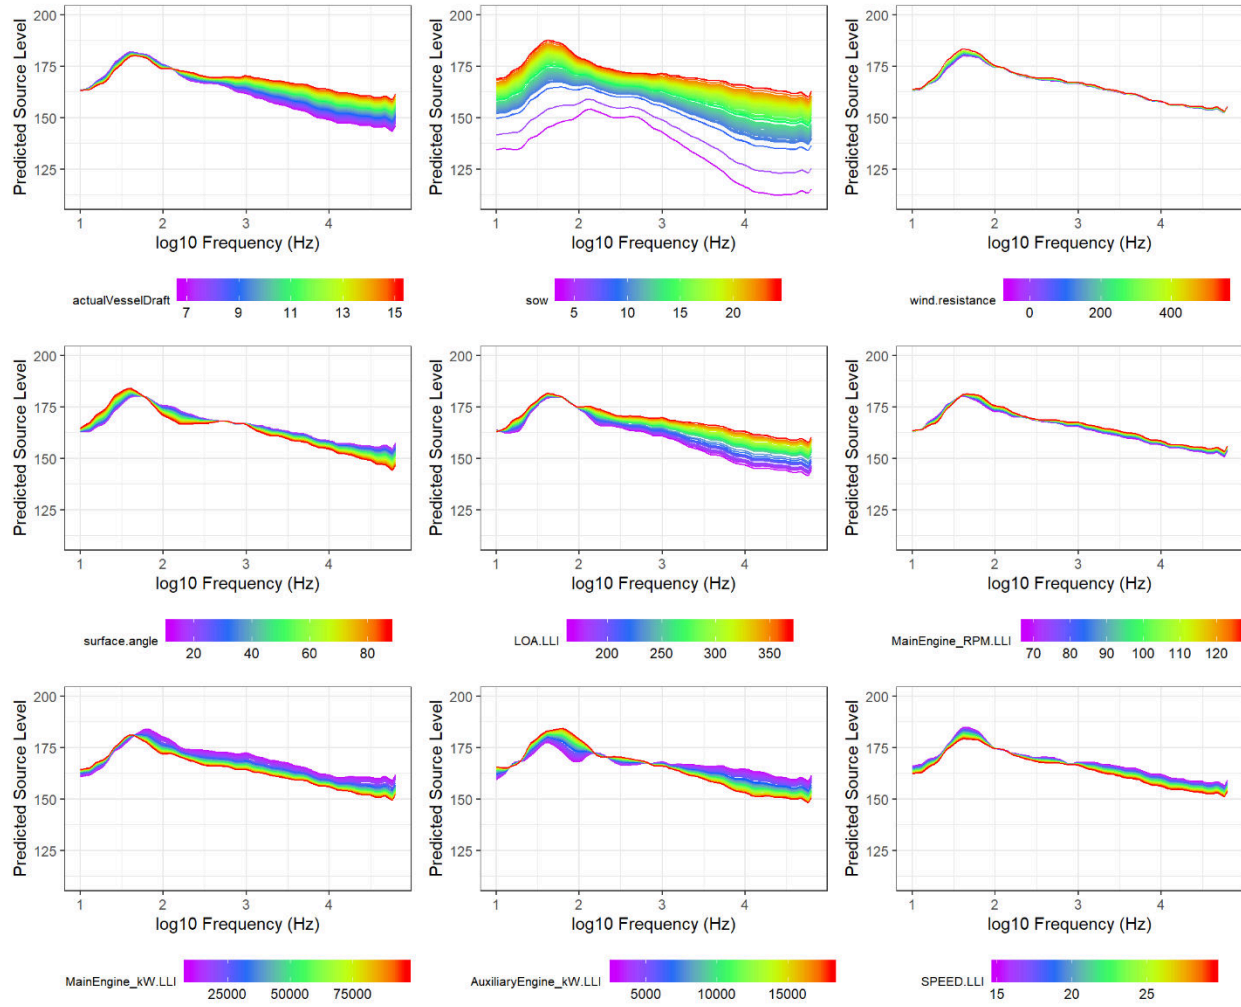 200
175
150
125
Predicted Source Level
1 2 3 4
log10 Frequency (Hz)
actualVesselDraft
7 9 11 13 15
200
175
150
125
Predicted Source Level
1 2 3 4
log10 Frequency (Hz)
sow
5 10 15 20
200
175
150
125
Predicted Source Level
1 2 3 4
log10 Frequency (Hz)
wind.resistance
0 200 400
200
175
150
125
Predicted Source Level
1 2 3 4
log10 Frequency (Hz)
surface.angle
20 40 60 80
200
175
150
125
Predicted Source Level
1 2 3 4
log10 Frequency (Hz)
LOA.LLI
200 250 300 350
200
175
150
125
Predicted Source Level
1 2 3 4
log10 Frequency (Hz)
MainEngine_RPM.LLI
70 80 90 100 110 120
200
175
150
125
Predicted Source Level
1 2 3 4
log10 Frequency (Hz)
MainEngine_kW.LLI
25000 50000 75000
200
175
150
125
Predicted Source Level
1 2 3 4
log10 Frequency (Hz)
AuxiliaryEngine_kW.LLI
5000 10000 15000
200
175
150
125
Predicted Source Level
1 2 3 4
log10 Frequency (Hz)
SPEED.LLI
15 20 25